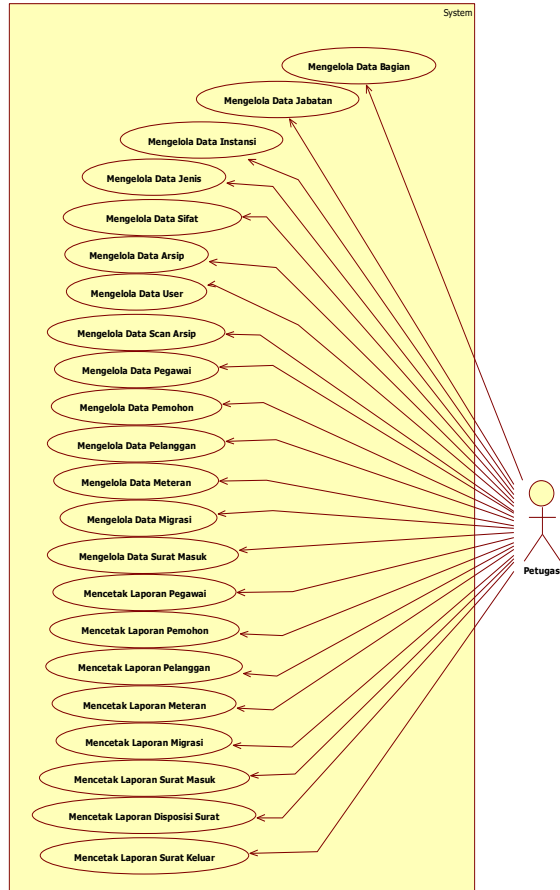 System
Mengelola Data Bagian
Mengelola Data Jabatan
Mengelola Data Instansi
Mengelola Data Jenis
Mengelola Data Sifat
Mengelola Data Arsip
Mengelola Data User
Mengelola Data Scan Arsip
Mengelola Data Pegawai
Mengelola Data Pemohon
Mengelola Data Pelanggan
Mengelola Data Meteran
Mengelola Data Migrasi
Mengelola Data Surat Masuk
Mencetak Laporan Pegawai
Mencetak Laporan Pemohon
Mencetak Laporan Pelanggan
Mencetak Laporan Meteran
Mencetak Laporan Migrasi
Mencetak Laporan Surat Masuk
Mencetak Laporan Disposisi Surat
Mencetak Laporan Surat Keluar
Petugas